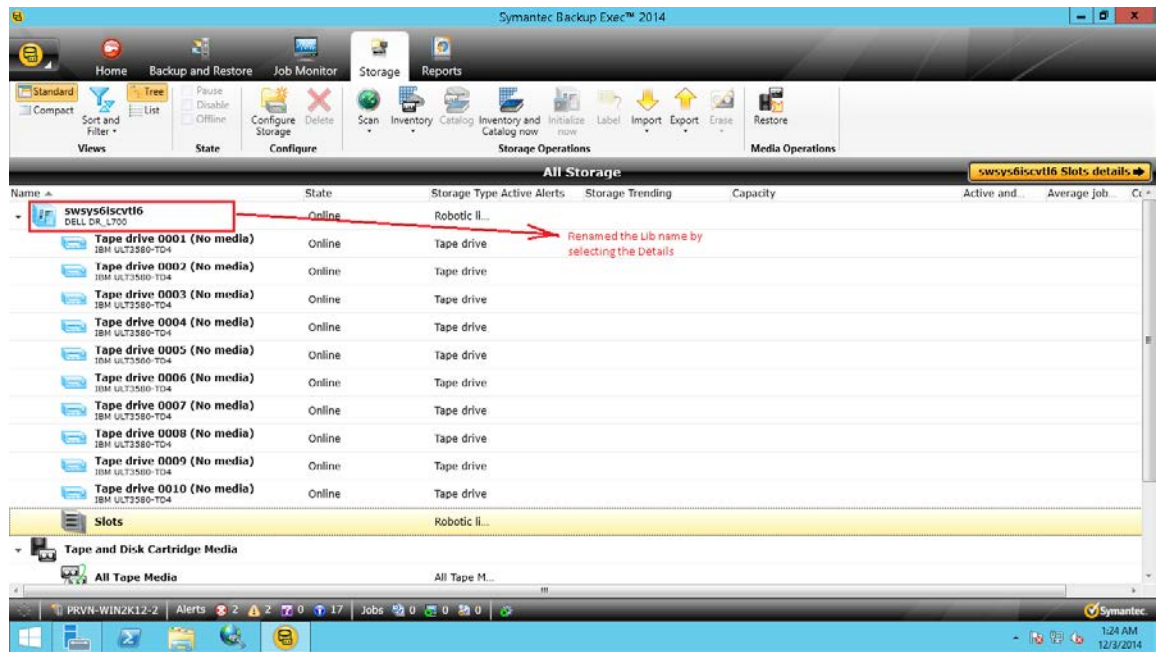 Symantec Backup Exec™ 2014
Home Backup and Restore Job Monitor Storage Reports
Standard
Compact
Sort and
Filter
Tree
List
Views
Pause
Disable
Offline
State
Configure
Storage
Delete
Configure
Scan
Inventory
Catalog
Inventory and
Catalog now
Initialize
now
Label
Import
Export
Erase
Storage Operations
Restore
Media Operations
All Storage
swsys6iscvtl6 Slots details
Name State Storage Type Active Alerts Storage Trending Capacity Active and... Average job...
swsys6iscvtl6 Online Robotic li...
DELL DR_L700
Renamed the Lib name by
selecting the Details
Tape drive 0001 (No media) Online Tape drive
IBM ULT3580-TD4
Tape drive 0002 (No media) Online Tape drive
IBM ULT3580-TD4
Tape drive 0003 (No media) Online Tape drive
IBM ULT3580-TD4
Tape drive 0004 (No media) Online Tape drive
IBM ULT3580-TD4
Tape drive 0005 (No media) Online Tape drive
IBM ULT3580-TD4
Tape drive 0006 (No media) Online Tape drive
IBM ULT3580-TD4
Tape drive 0007 (No media) Online Tape drive
IBM ULT3580-TD4
Tape drive 0008 (No media) Online Tape drive
IBM ULT3580-TD4
Tape drive 0009 (No media) Online Tape drive
IBM ULT3580-TD4
Tape drive 0010 (No media) Online Tape drive
IBM ULT3580-TD4
Slots Robotic li...
Tape and Disk Cartridge Media
All Tape Media All Tape M...
PRVN-WIN2K12-2 Alerts 2 2 0 17 Jobs 0 0 0 Symantec.
1:24 AM
12/3/2014